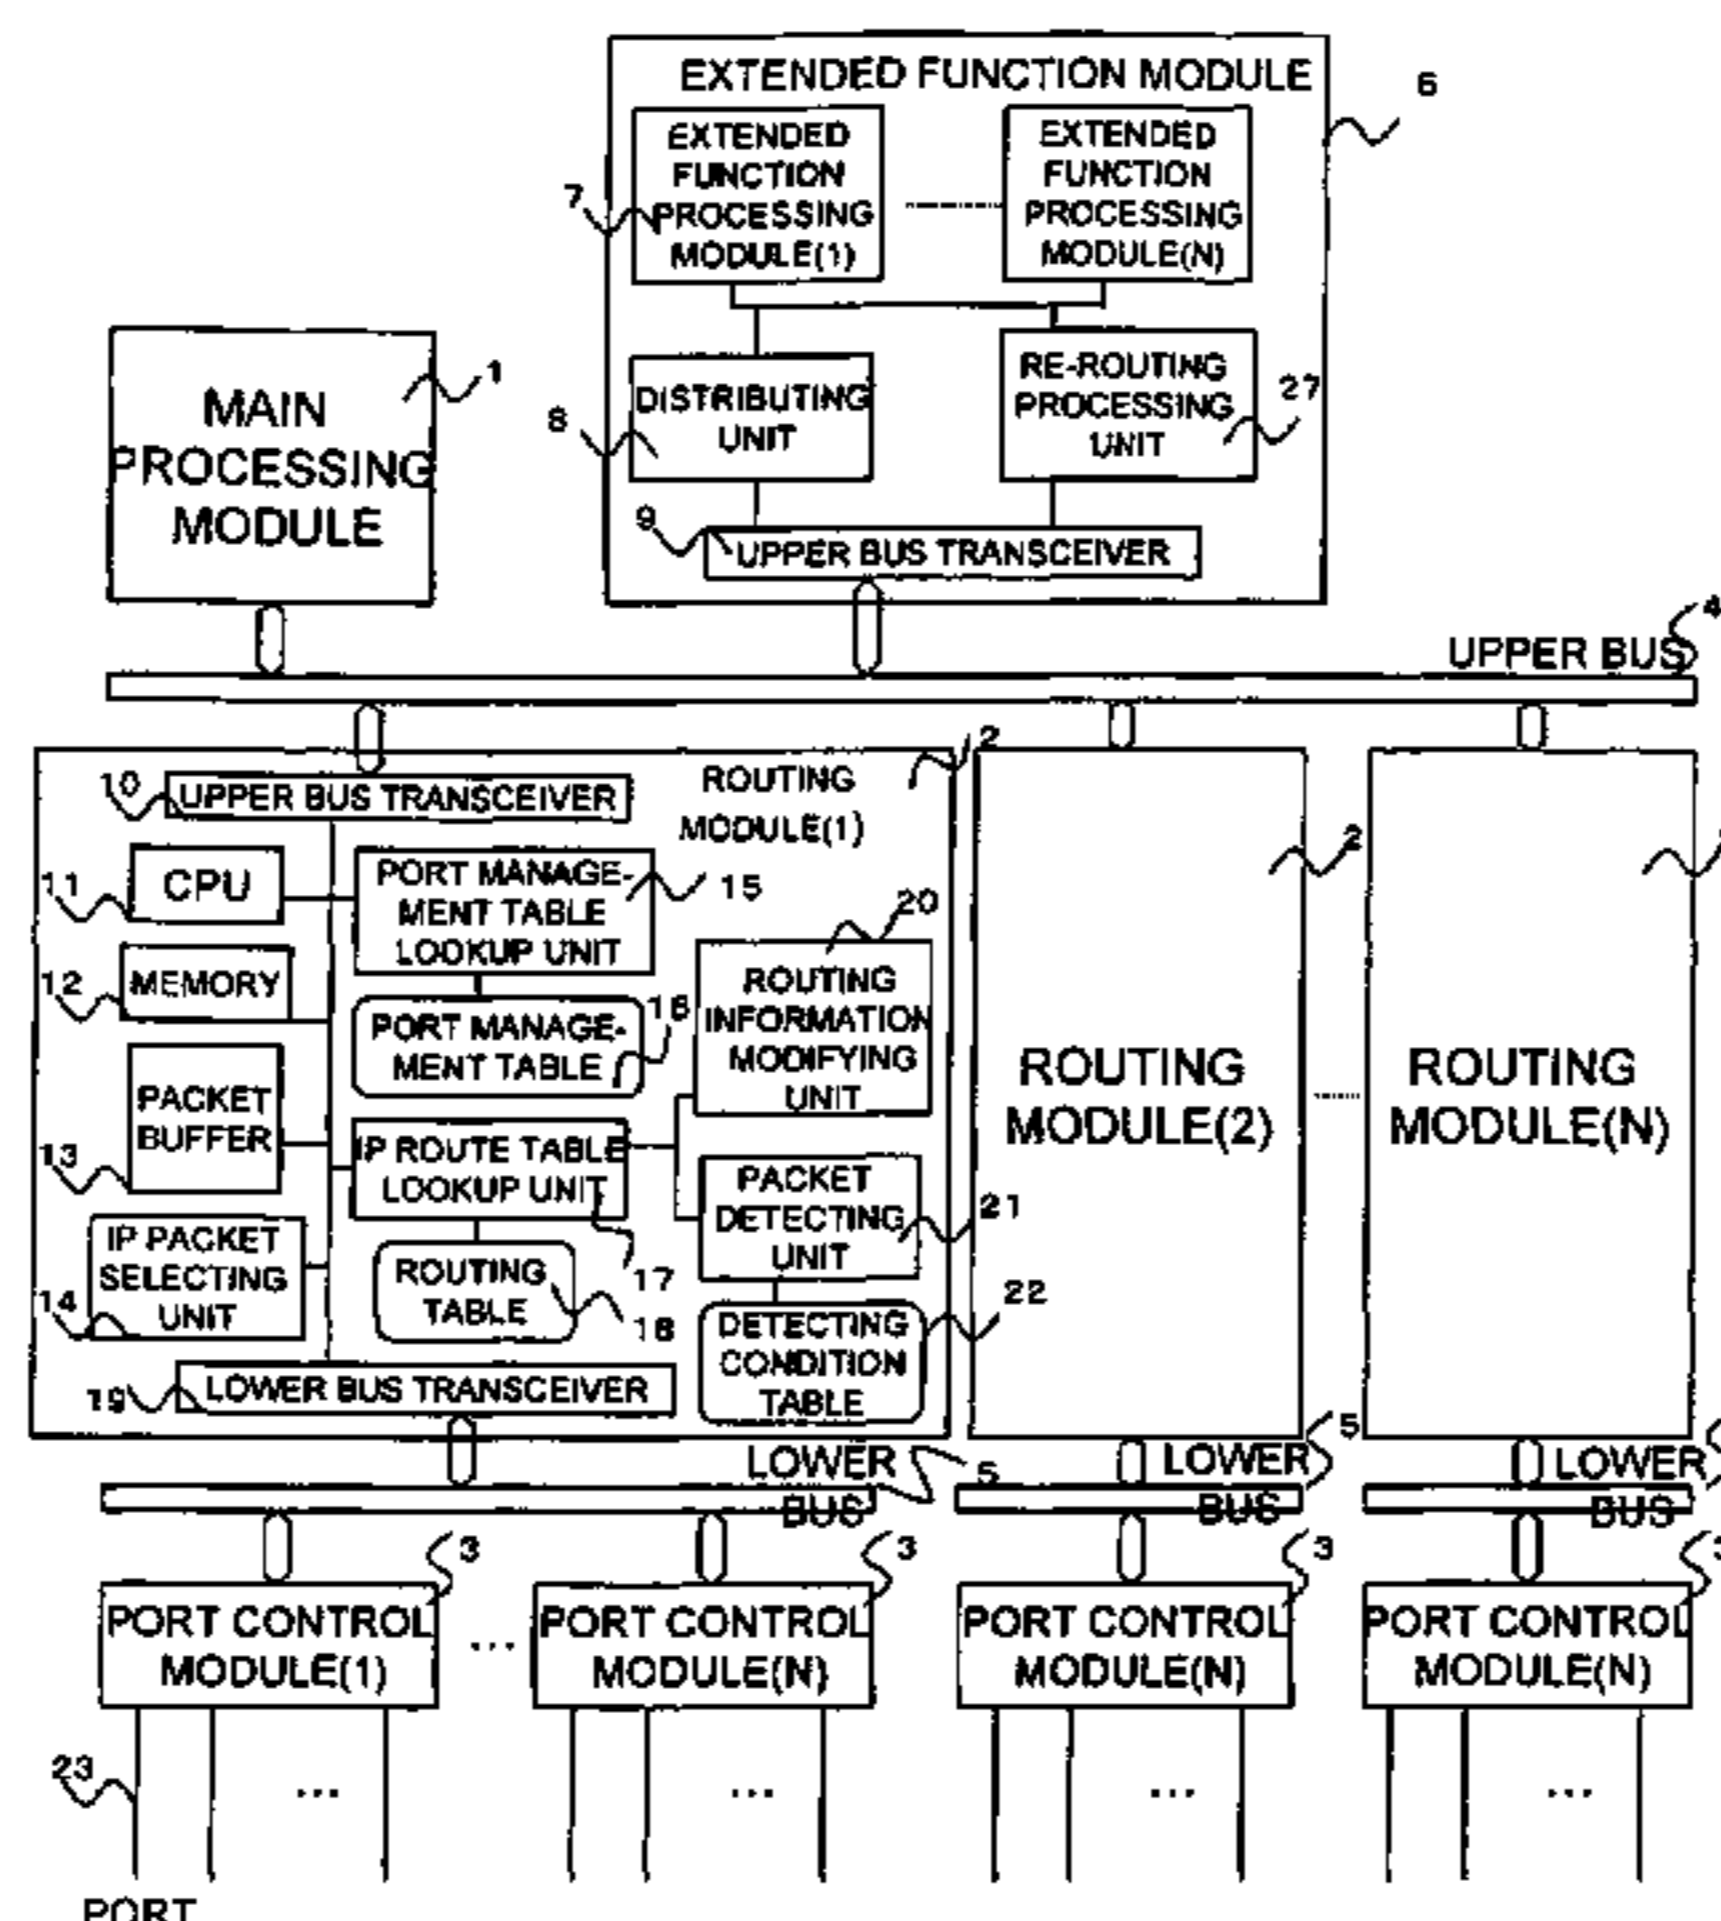 EXTENDED FUNCTION MODULE
6
EXTENDED
FUNCTION
PROCESSING
MODULE(1)
7
EXTENDED
FUNCTION
PROCESSING
MODULE(N)
MAIN
PROCESSING
MODULE
1
DISTRIBUTING
UNIT
8
RE-ROUTING
PROCESSING
UNIT
27
9
UPPER BUS TRANSCEIVER
UPPER BUS
4
10
UPPER BUS TRANSCEIVER
ROUTING
MODULE(1)
2
11
CPU
PORT MANAGE-
MENT TABLE
LOOKUP UNIT
15
12
MEMORY
PORT MANAGE-
MENT TABLE
16
20
ROUTING
INFORMATION
MODIFYING
UNIT
13
PACKET
BUFFER
IP ROUTE TABLE
LOOKUP UNIT
17
PACKET
DETECTING
UNIT
21
14
IP PACKET
SELECTING
UNIT
ROUTING
TABLE
18
DETECTING
CONDITION
TABLE
22
19
LOWER BUS TRANSCEIVER
ROUTING
MODULE(2)
2
ROUTING
MODULE(N)
LOWER
BUS
5
LOWER
BUS
5
LOWER
BUS
PORT CONTROL
MODULE(1)
3
...
PORT CONTROL
MODULE(N)
3
PORT CONTROL
MODULE(N)
3
PORT CONTROL
MODULE(N)
23
...
...
...
...
PORT